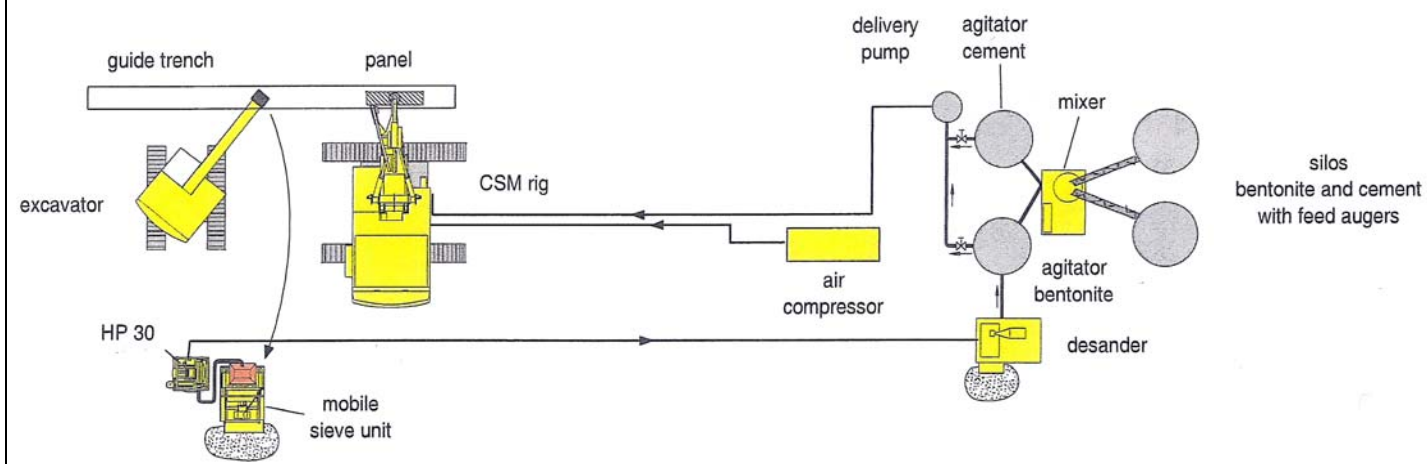 delivery
pump
agitator
cement
guide trench
panel
mixer
CSM rig
silos
bentonite and cement
with feed augers
excavator
air
compressor
agitator
bentonite
HP 30
desander
mobile
sieve unit